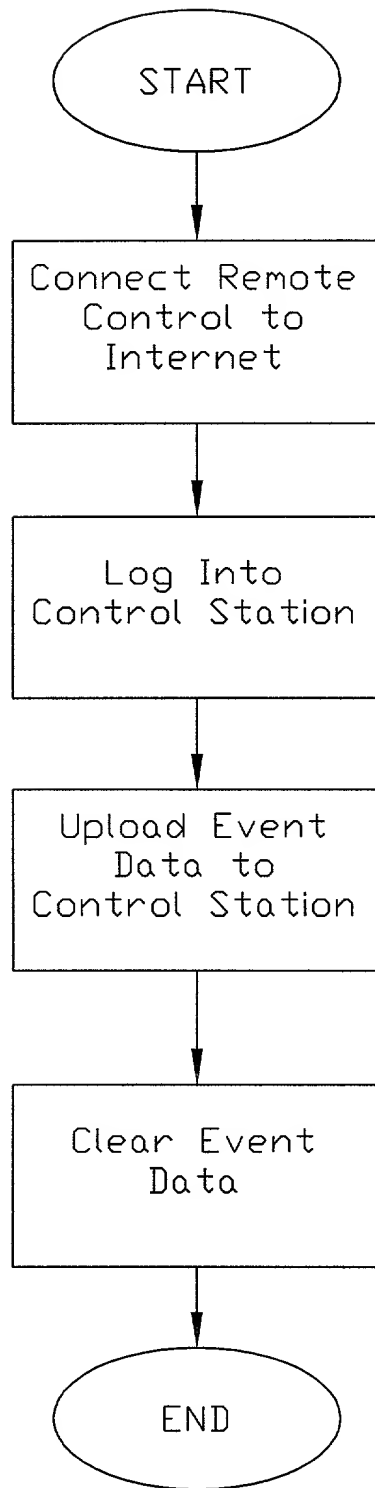 START
Connect Remote
Control to
Internet
Log Into
Control Station
Upload Event
Data to
Control Station
Clear Event
Data
END